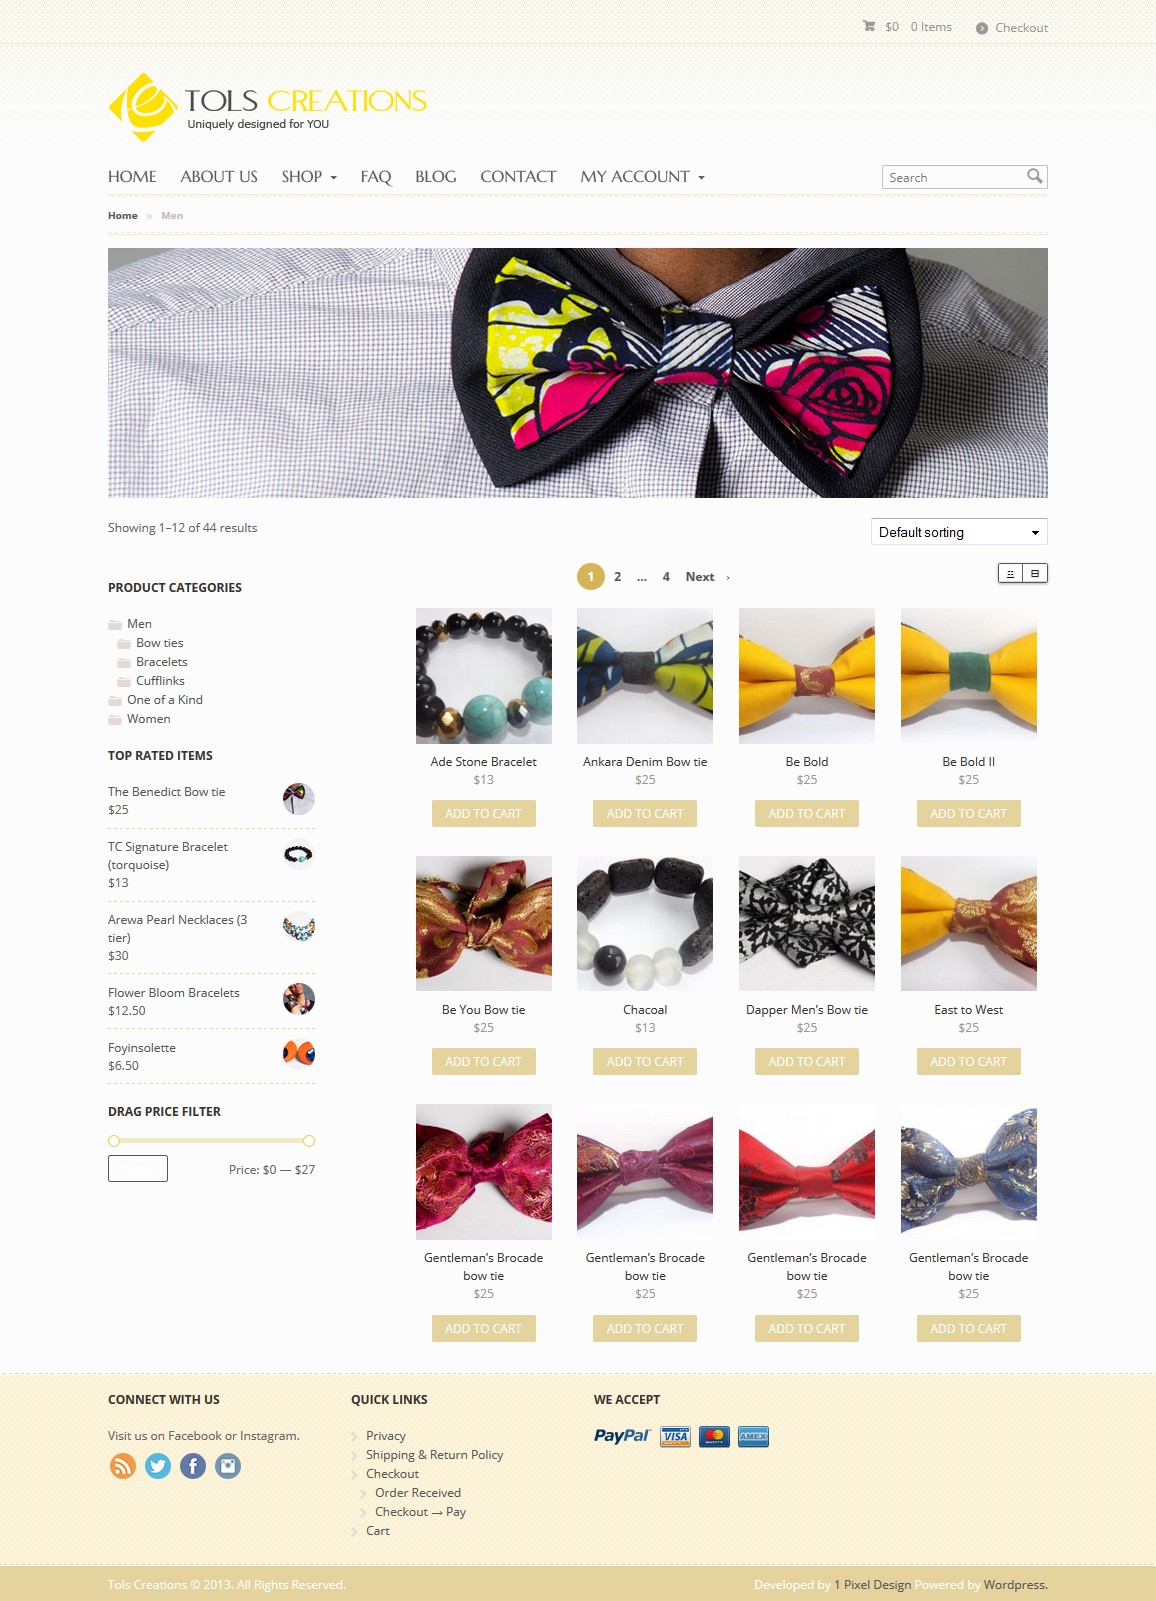 $0 0 Items Checkout
TOLS CREATIONS
Uniquely designed for YOU
HOME ABOUT US SHOP FAQ BLOG CONTACT MY ACCOUNT Search
Home » Men
Showing 1–12 of 44 results
Default sorting
1 2 ... 4 Next ›
PRODUCT CATEGORIES
Men
Bow ties
Bracelets
Cufflinks
One of a Kind
Women
TOP RATED ITEMS
The Benedict Bow tie
$25
TC Signature Bracelet
(torquoise)
$13
Arewa Pearl Necklaces (3
tier)
$30
Flower Bloom Bracelets
$12.50
Foyinsolette
$6.50
DRAG PRICE FILTER
Price: $0 — $27
Ade Stone Bracelet
$13
ADD TO CART
Ankara Denim Bow tie
$25
ADD TO CART
Be Bold
$25
ADD TO CART
Be Bold II
$25
ADD TO CART
Be You Bow tie
$25
ADD TO CART
Chacoal
$13
ADD TO CART
Dapper Men's Bow tie
$25
ADD TO CART
East to West
$25
ADD TO CART
Gentleman's Brocade
bow tie
$25
ADD TO CART
Gentleman's Brocade
bow tie
$25
ADD TO CART
Gentleman's Brocade
bow tie
$25
ADD TO CART
Gentleman's Brocade
bow tie
$25
ADD TO CART
CONNECT WITH US
Visit us on Facebook or Instagram.
QUICK LINKS
Privacy
Shipping & Return Policy
Checkout
Order Received
Checkout → Pay
Cart
WE ACCEPT
PayPal VISA MasterCard AMEX
Tols Creations © 2013. All Rights Reserved.
Developed by 1 Pixel Design Powered by Wordpress.